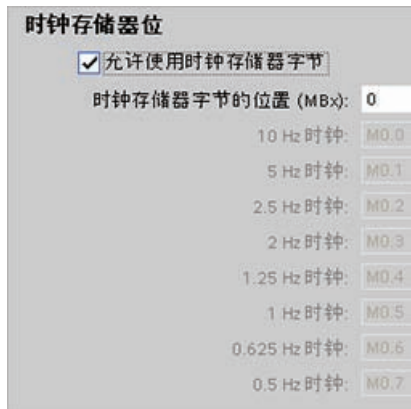 时钟存储器位
允许使用时钟存储器字节
时钟存储器字节的位置 (MBx): 0
10 Hz 时钟: M0.0
5 Hz 时钟: M0.1
2.5 Hz 时钟: M0.2
2 Hz 时钟: M0.3
1.25 Hz 时钟: M0.4
1 Hz 时钟: M0.5
0.625 Hz 时钟: M0.6
0.5 Hz 时钟: M0.7